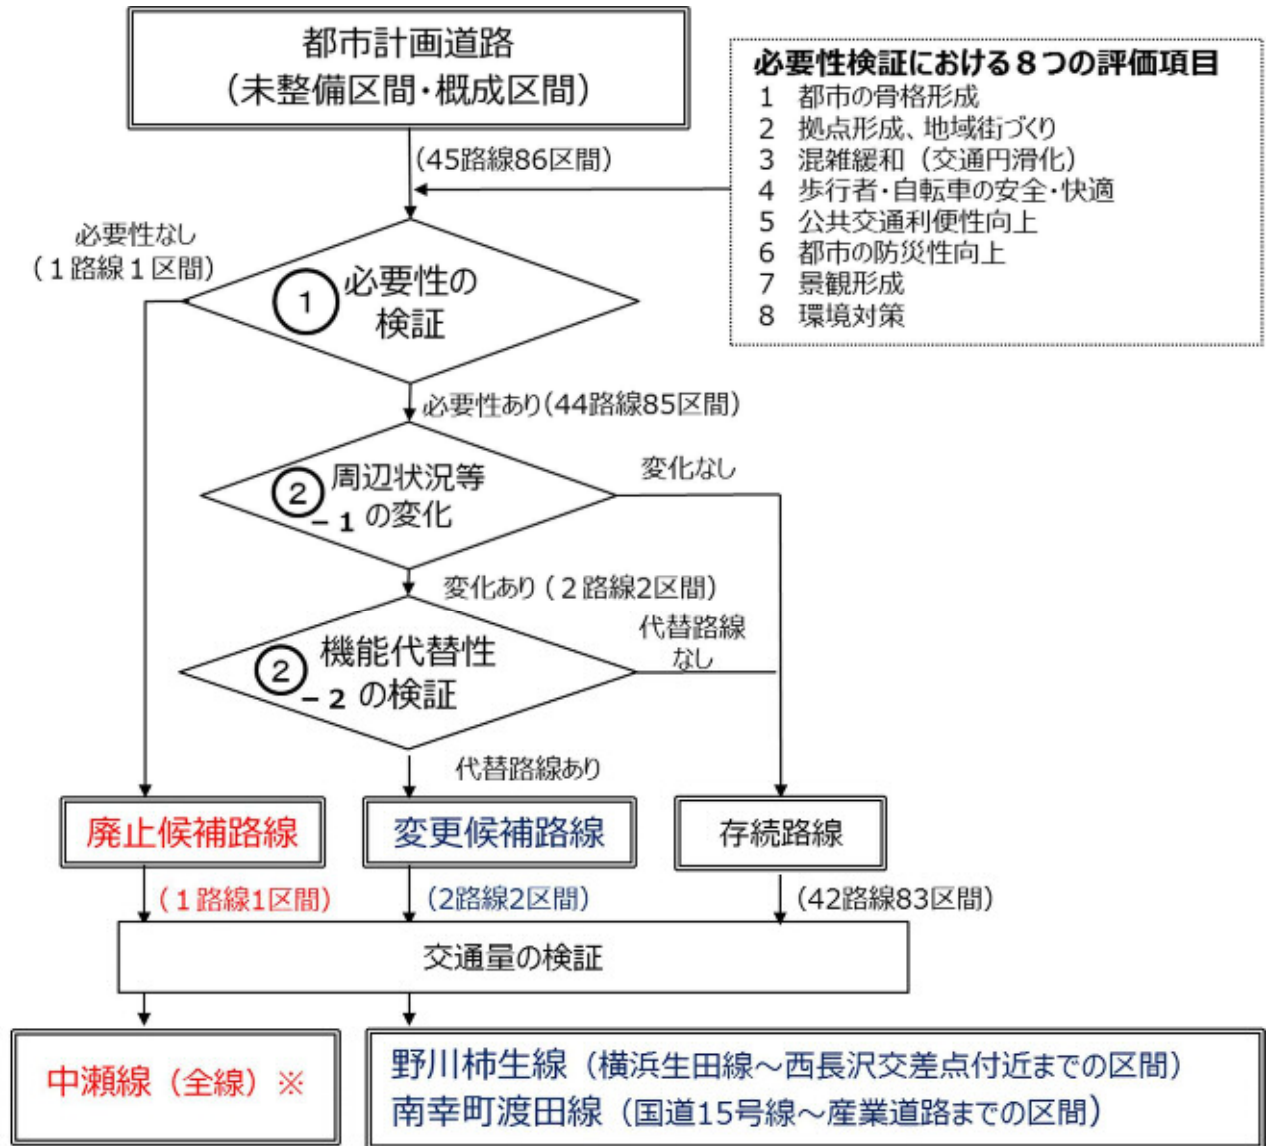 都市計画道路
(未整備区間・概成区間)
(45路線86区間)
必要性検証における８つの評価項目
1 都市の骨格形成
2 拠点形成、地域街づくり
3 混雑緩和（交通円滑化）
4 歩行者・自転車の安全・快適
5 公共交通利便性向上
6 都市の防災性向上
7 景観形成
8 環境対策
必要性なし
(１路線１区間)
① 必要性の
検証
必要性あり(44路線85区間)
② 周辺状況等
－１ の変化
変化なし
変化あり(２路線2区間)
② 機能代替性
－２ の検証
代替路線
なし
代替路線あり
廃止候補路線
変更候補路線
存続路線
(１路線1区間)
(2路線2区間)
(42路線83区間)
交通量の検証
中瀬線（全線）※
野川柿生線（横浜生田線～西長沢交差点付近までの区間）
南幸町渡田線（国道15号線～産業道路までの区間）